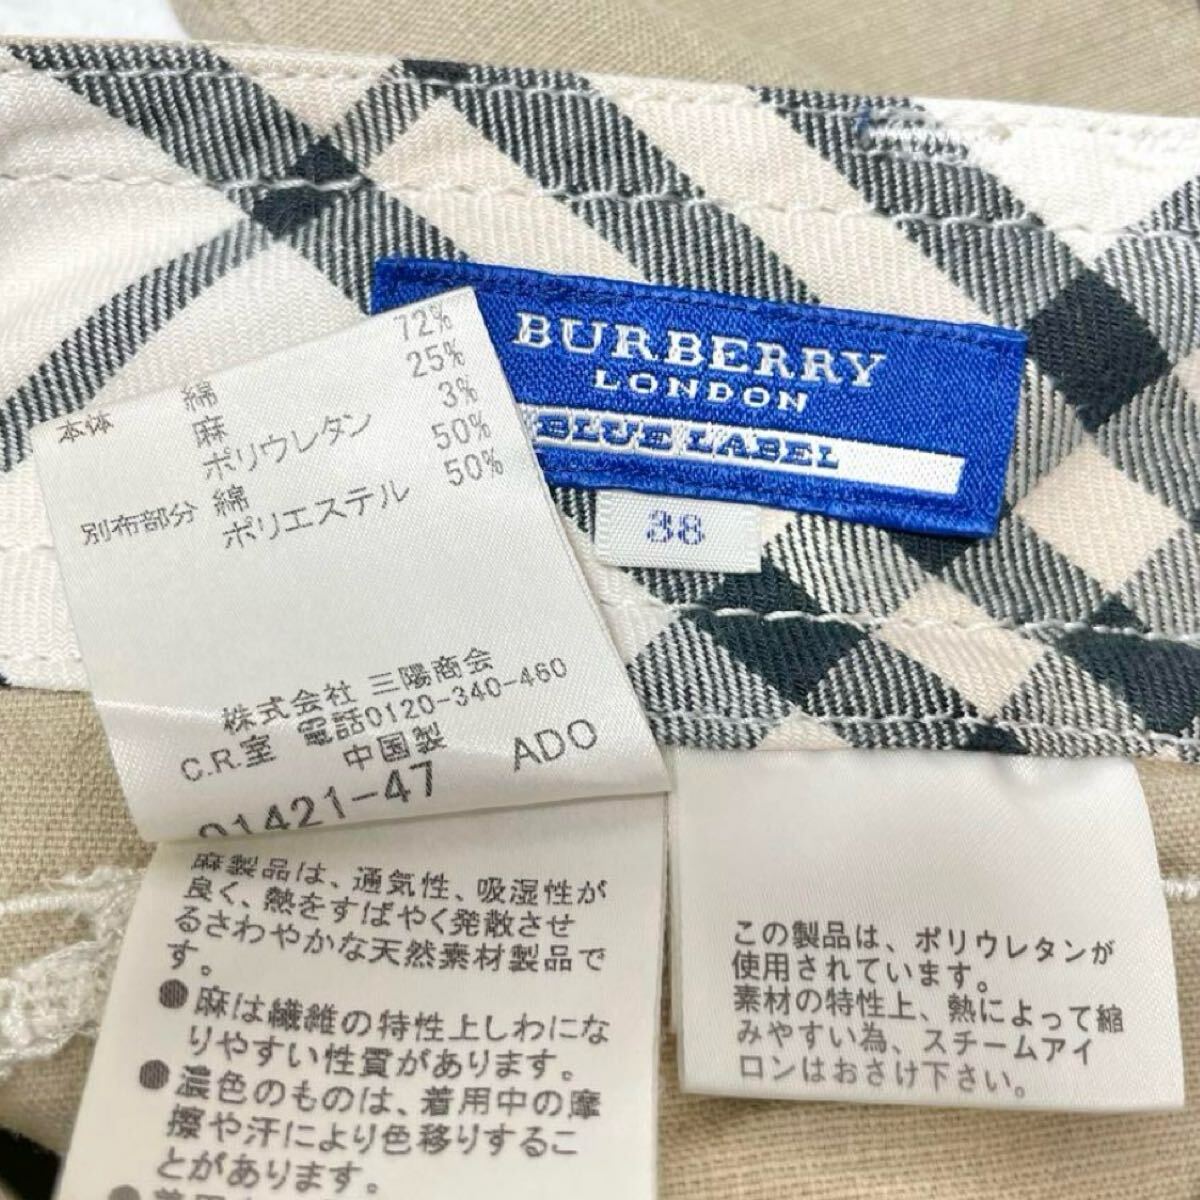 BURBERRY
LONDON
BLUE LABEL
38
本体 綿 72%
麻 25%
ポリウレタン 3%
別布部分 綿 50%
ポリエステル 50%
株式会社 三陽商会
C.R.室 電話0120-340-460
中国製 ADO
01421-47
麻製品は、通気性、吸湿性が
良く、熱をすばやく発散させ
るさわやかな天然素材製品で
す。
●麻は繊維の特性上しわにな
りやすい性質があります。
●濃色のものは、着用中の摩
擦や汗により色移りするこ
とがあります。
この製品は、ポリウレタンが
使用されています。
素材の特性上、熱によって縮
みやすい為、スチームアイ
ロンはおさけ下さい。